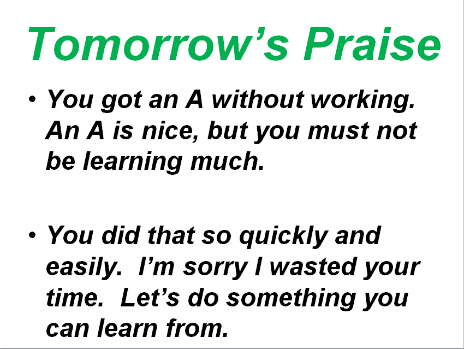 Tomorrow's Praise
• You got an A without working.
An A is nice, but you must not
be learning much.
• You did that so quickly and
easily.  I'm sorry I wasted your
time.  Let's do something you
can learn from.